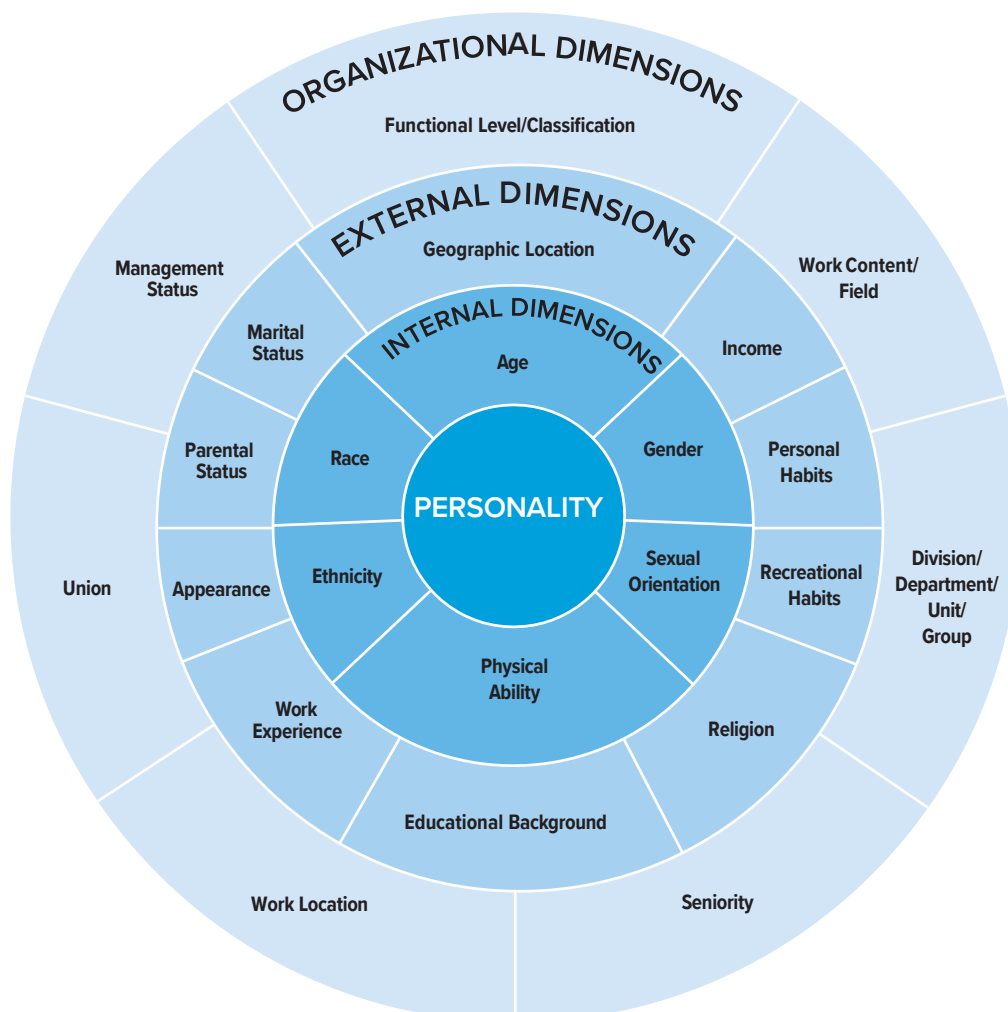 ORGANIZATIONAL DIMENSIONS
Functional Level/Classification
EXTERNAL DIMENSIONS
Geographic Location
Management
Status
Work Content/
Field
INTERNAL DIMENSIONS
Age
Marital
Status
Income
Race
Gender
Parental
Status
Personal
Habits
PERSONALITY
Union
Appearance
Ethnicity
Sexual
Orientation
Recreational
Habits
Division/
Department/
Unit/
Group
Physical
Ability
Work
Experience
Religion
Educational Background
Work Location
Seniority